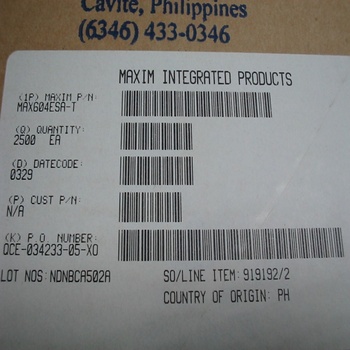 Cavite, Philippines
(6346) 433-0346
MAXIM INTEGRATED PRODUCTS
(1P) MAXIM P/N:
MAX604ESA-T
(Q) QUANTITY:
2500 EA
(D) DATECODE:
0329
(P) CUST P/N:
N/A
(K) P O NUMBER:
QCE-034233-05-XO
LOT NOS: NDNBCA502A
SO/LINE ITEM: 919192/2
COUNTRY OF ORIGIN: PH